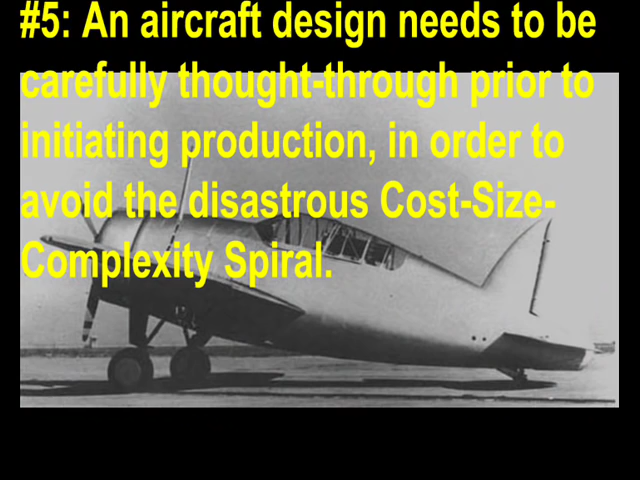 #5: An aircraft design needs to be
carefully thought-through prior to
initiating production, in order to
avoid the disastrous Cost-Size-
Complexity Spiral.